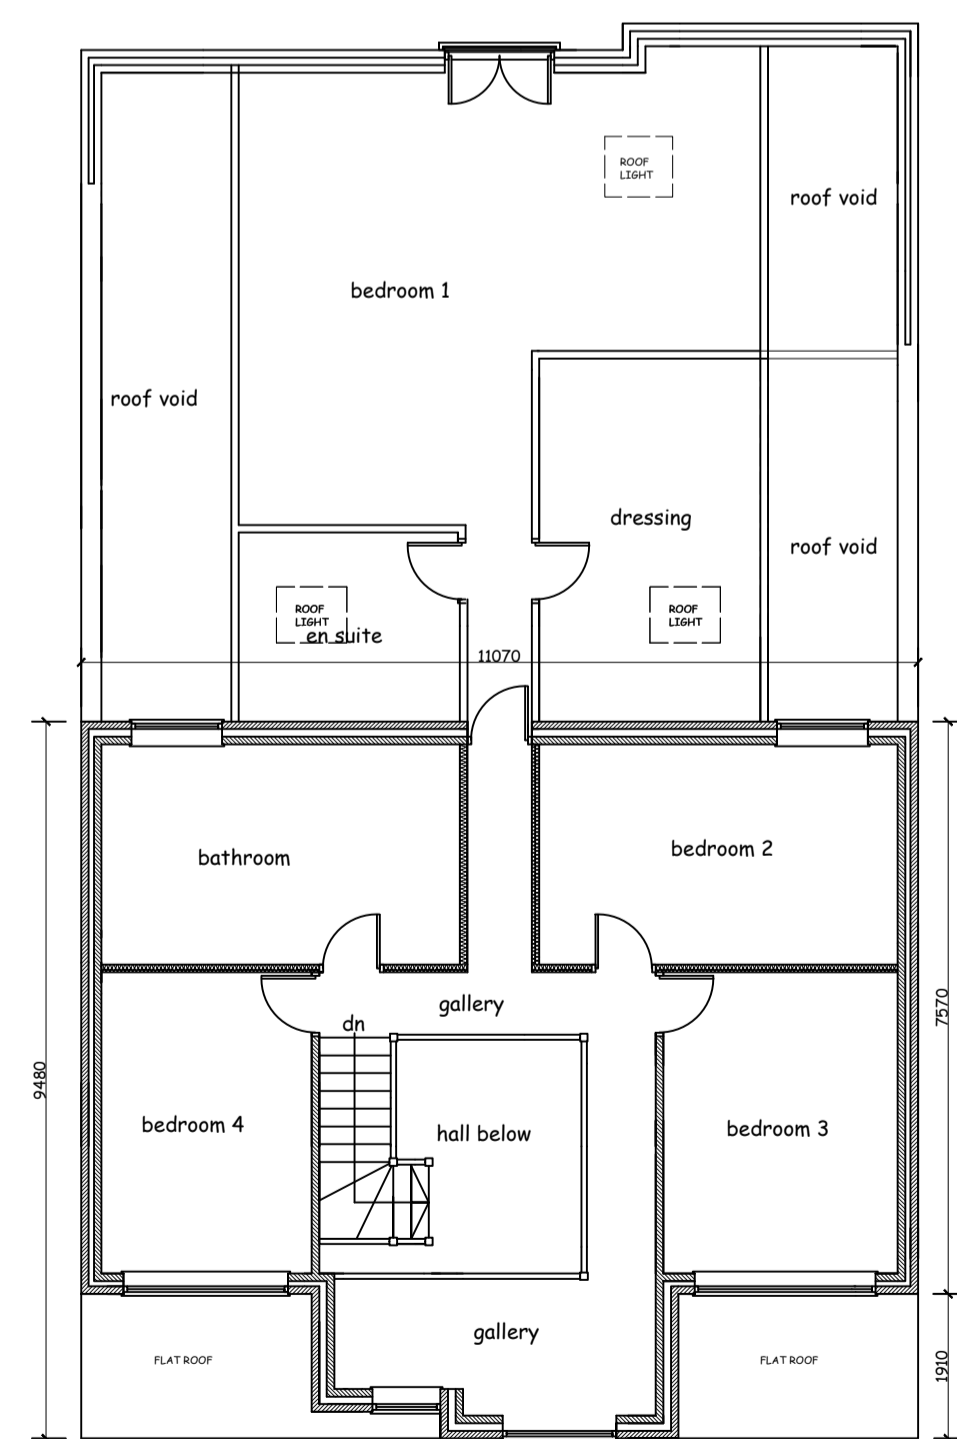 ROOF
LIGHT
roof void
bedroom 1
roof void
dressing
roof void
ROOF
LIGHT
en suite
ROOF
LIGHT
11070
bathroom
bedroom 2
gallery
dn
7570
9480
bedroom 4
hall below
bedroom 3
gallery
FLAT ROOF
FLAT ROOF
1910